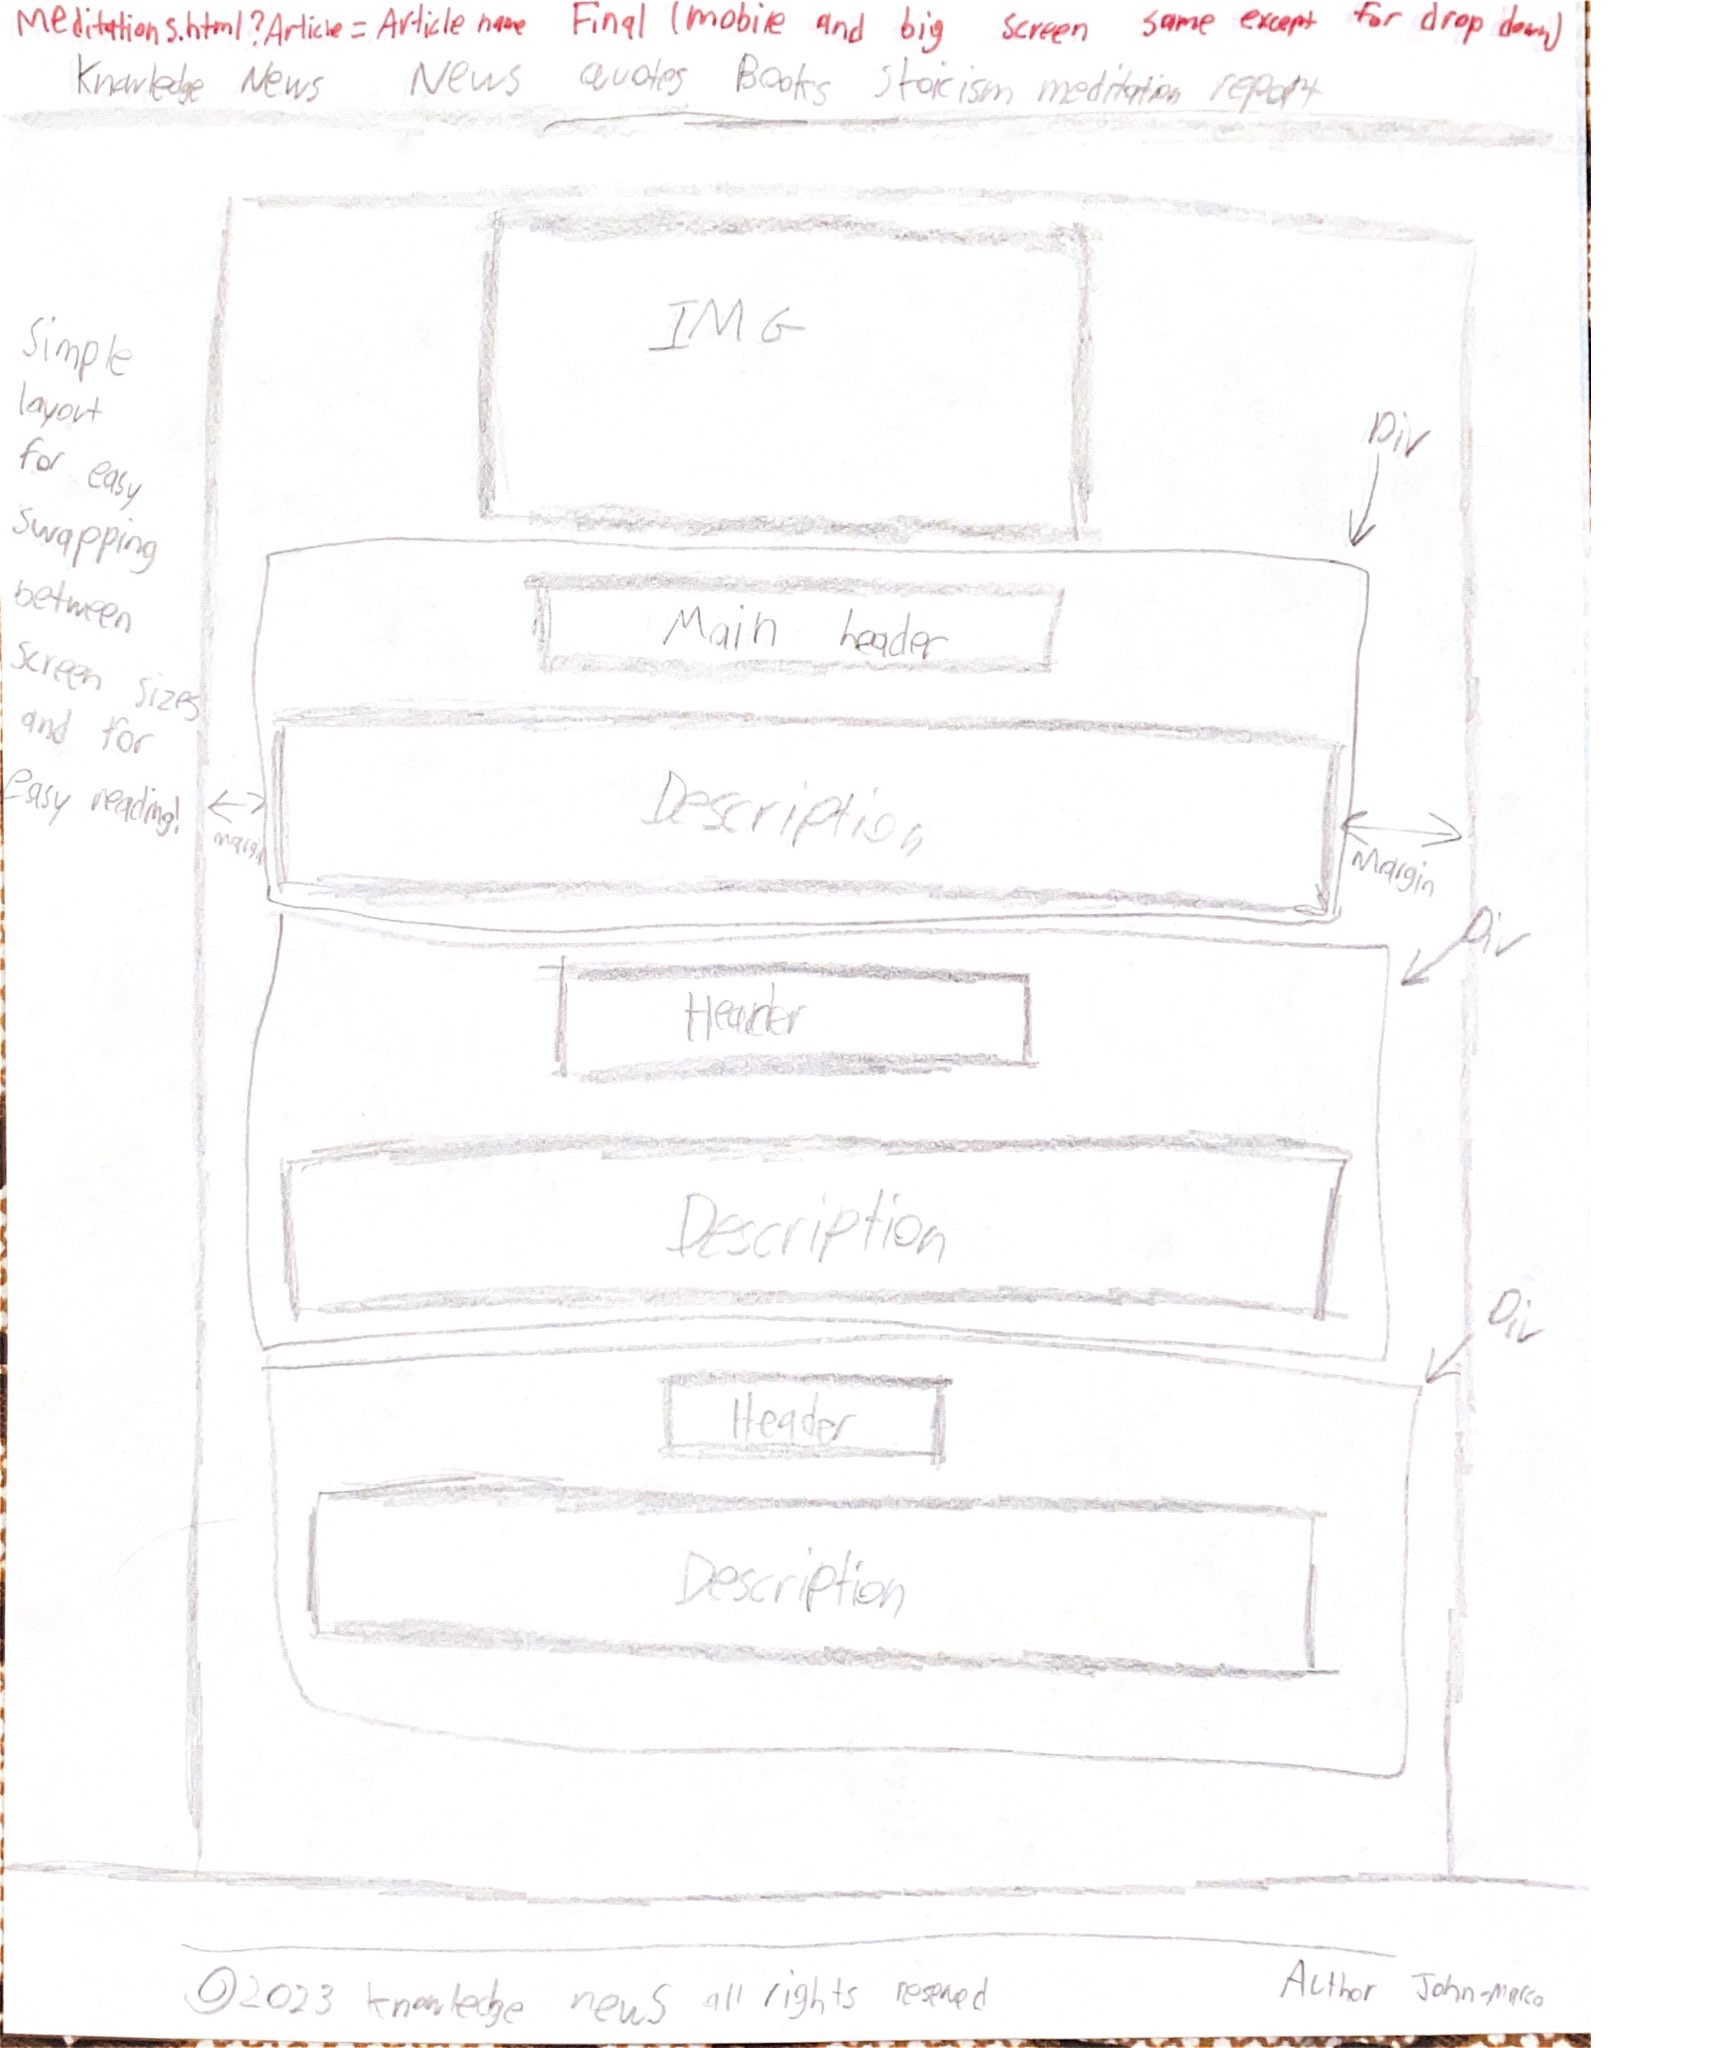 Meditations.html?Article = Article name Final (mobile and big screen same except for drop down)
Knowledge News News quotes Books stoicism meditation report
IMG
Simple
layout
for easy
swapping
between
screen sizes
and for
Easy reading!
Div
Main header
Description
margin
Margin
Div
Header
Description
Div
Header
Description
©2023 knowledge news all rights reserved
Author John-Marco